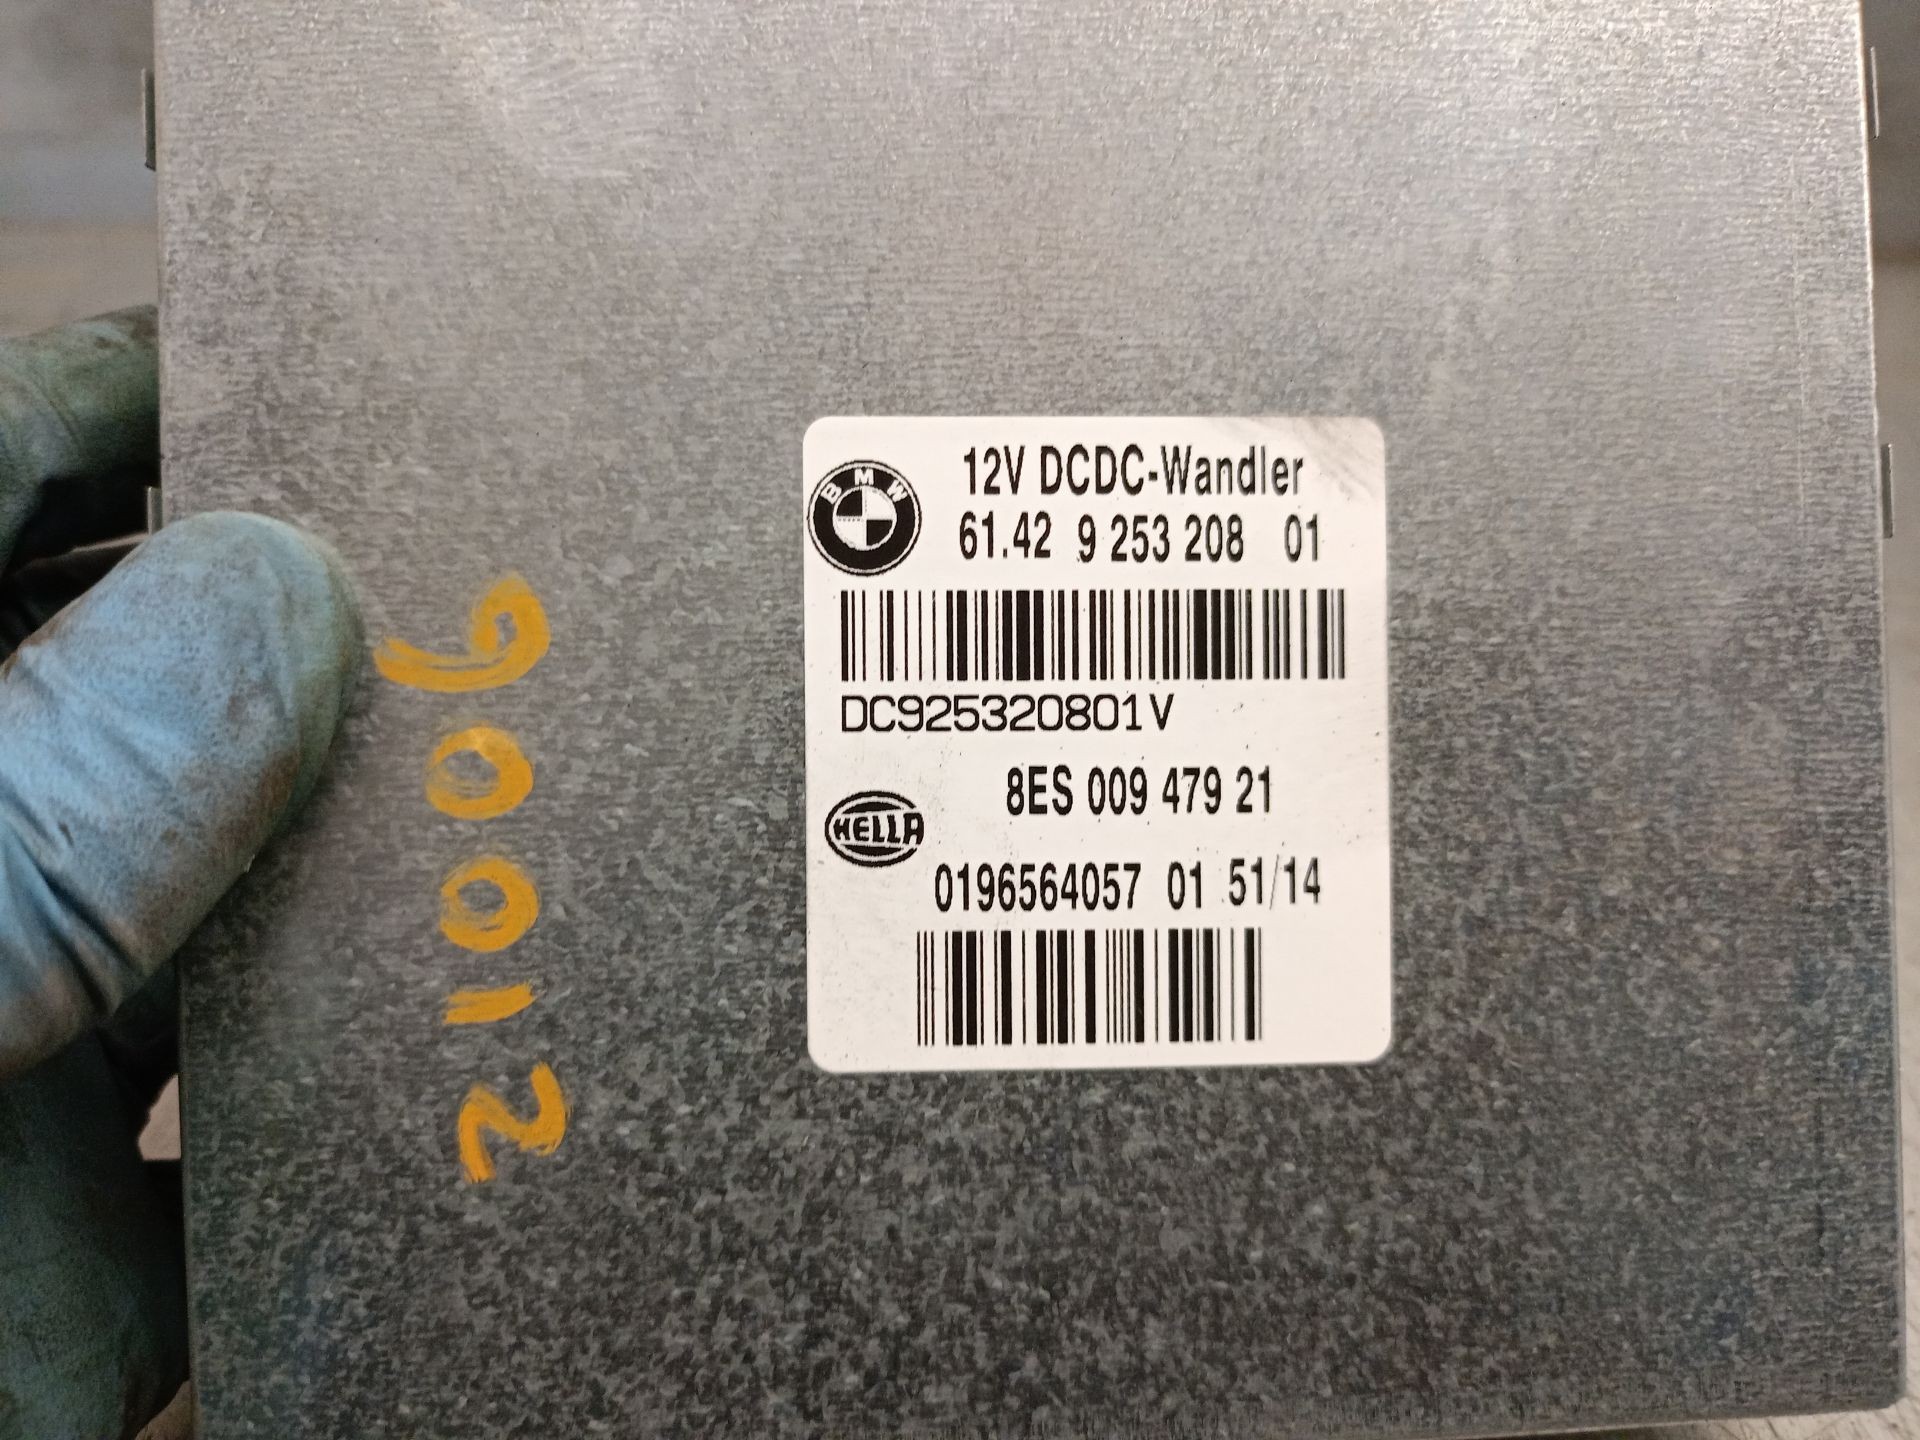 12V DCDC-Wandler
61.42 9 253 208 01
BMW
DC925320801V
8ES 009 479 21
HELLA
0196564057 01 51/14